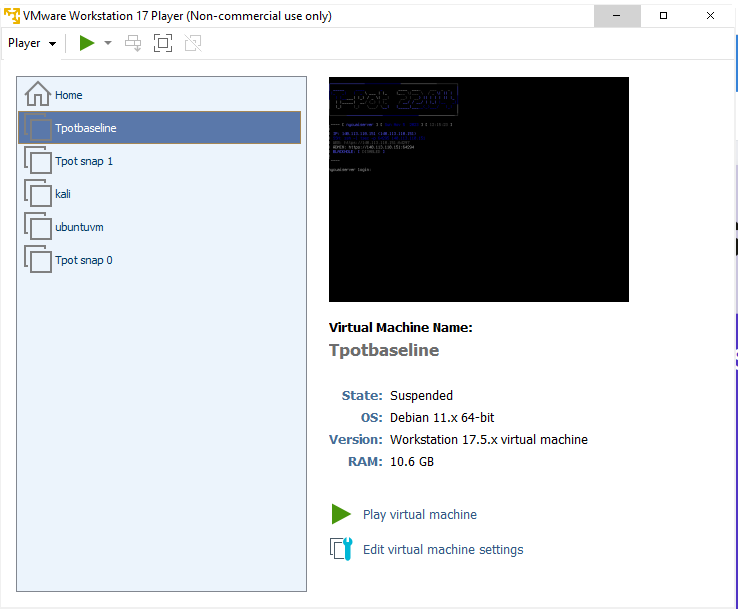 VMware Workstation 17 Player (Non-commercial use only)
Player
Home
Tpotbaseline
Tpot snap 1
kali
ubuntuvm
Tpot snap 0
login:
Virtual Machine Name:
Tpotbaseline
State: Suspended
OS: Debian 11.x 64-bit
Version: Workstation 17.5.x virtual machine
RAM: 10.6 GB
Play virtual machine
Edit virtual machine settings